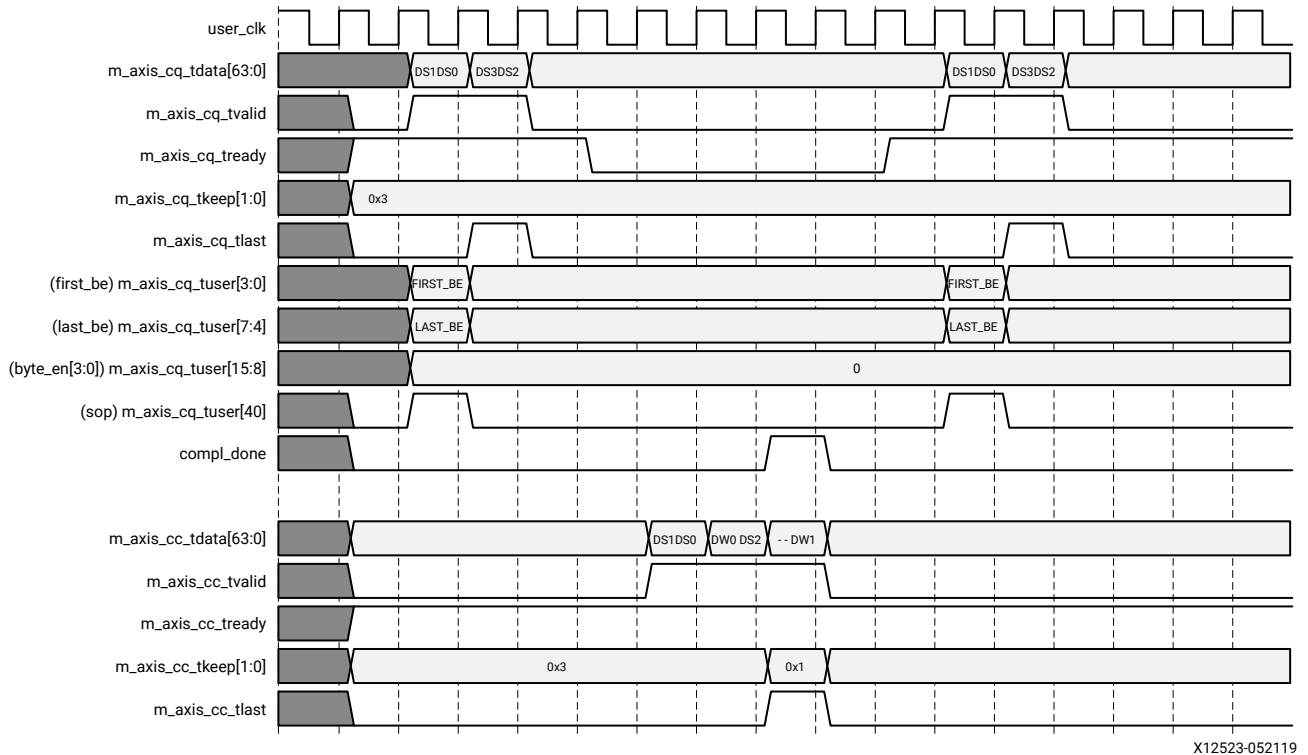 user_clk
m_axis_cq_tdata[63:0] DS1DS0 DS3DS2 DS1DS0 DS3DS2
m_axis_cq_tvalid
m_axis_cq_tready
m_axis_cq_tkeep[1:0] 0x3
m_axis_cq_tlast
(first_be) m_axis_cq_tuser[3:0] FIRST_BE FIRST_BE
(last_be) m_axis_cq_tuser[7:4] LAST_BE LAST_BE
(byte_en[3:0]) m_axis_cq_tuser[15:8] 0
(sop) m_axis_cq_tuser[40]
compl_done
m_axis_cc_tdata[63:0] DS1DS0 DW0 DS2 - - DW1
m_axis_cc_tvalid
m_axis_cc_tready
m_axis_cc_tkeep[1:0] 0x3 0x1
m_axis_cc_tlast
X12523-052119